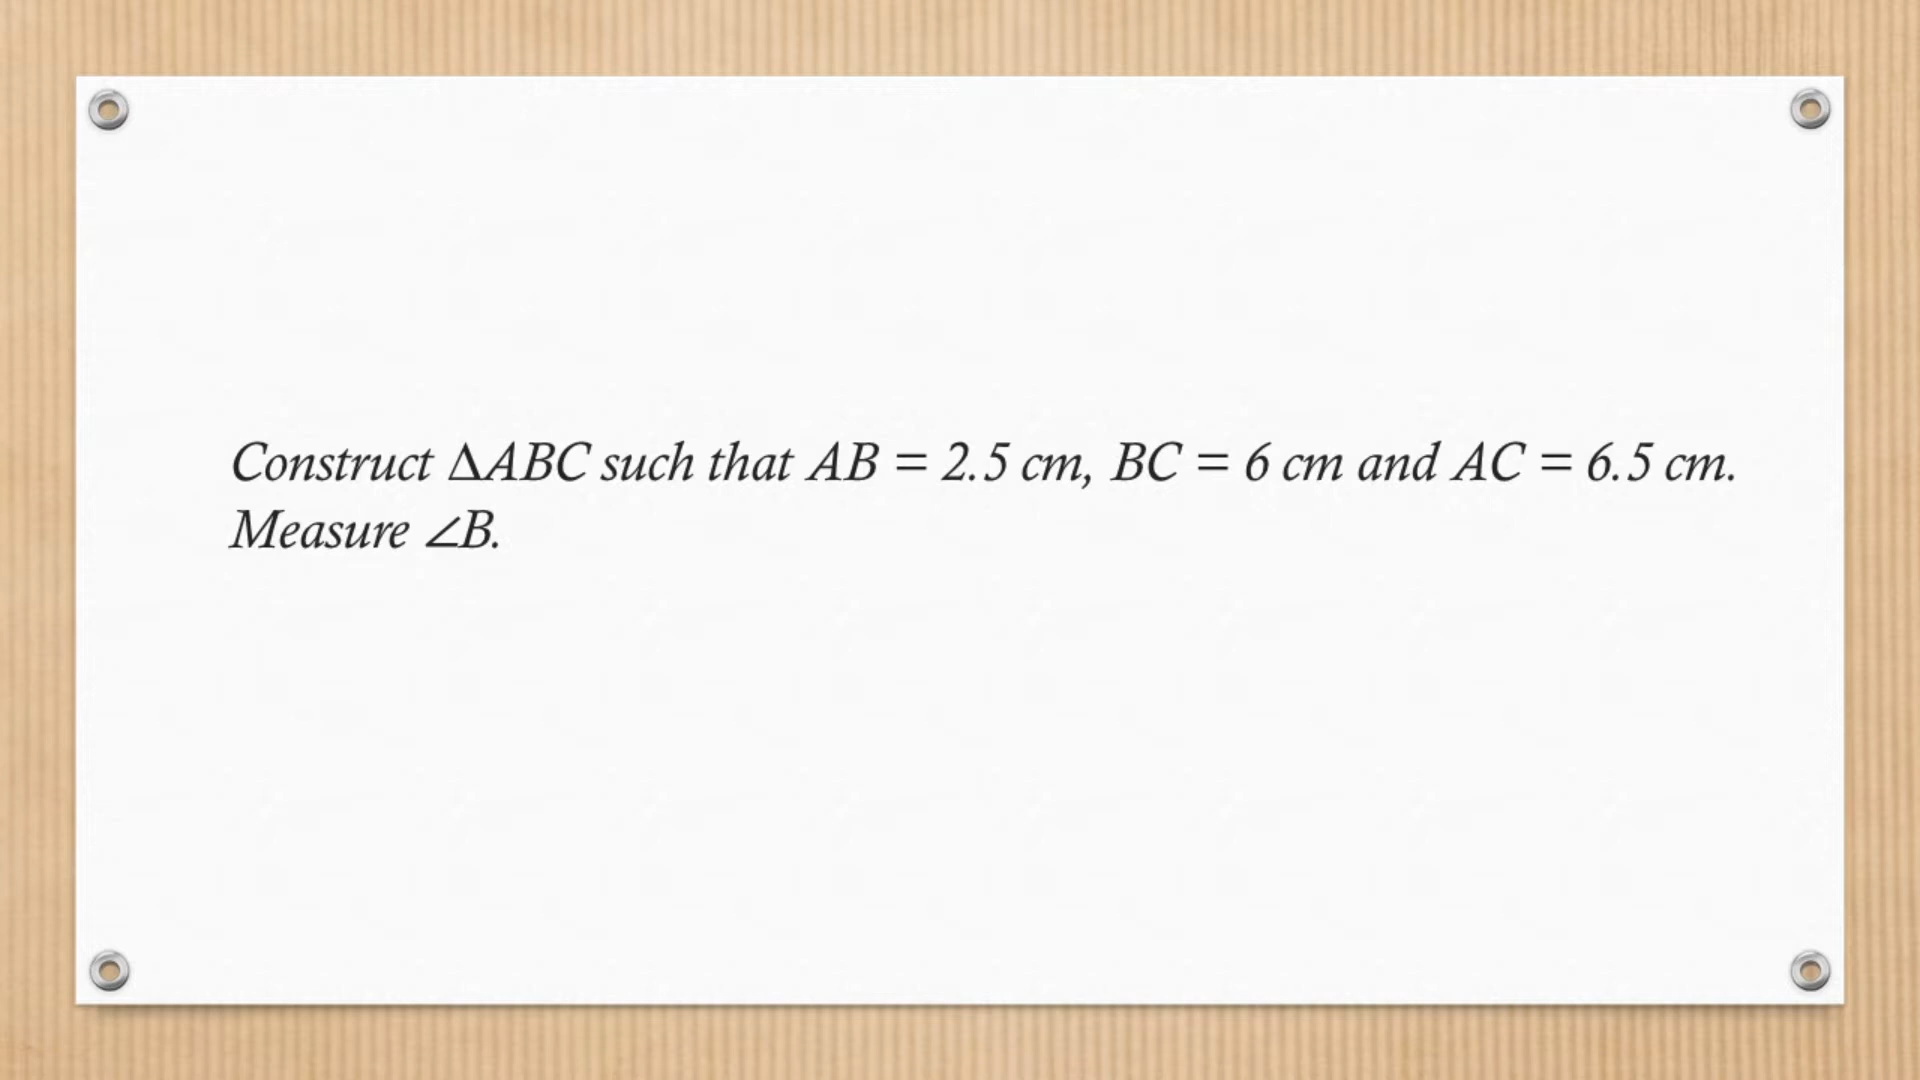 Construct ΔABC such that AB = 2.5 cm, BC = 6 cm and AC = 6.5 cm.
Measure ∠B.